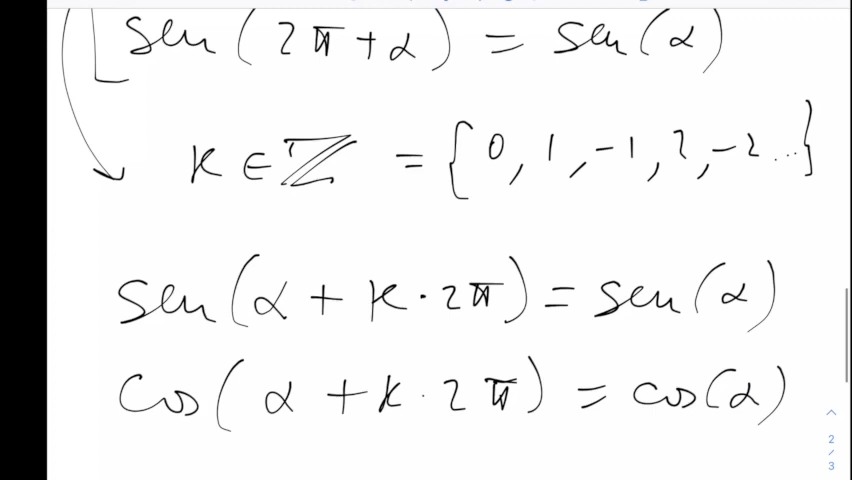 sen(2π+α) = sen(α)
K∈ℤ = {0, 1, -1, 2, -2...}
sen(α + K·2π) = sen(α)
cos(α + K·2π) = cos(α)
2
/
3